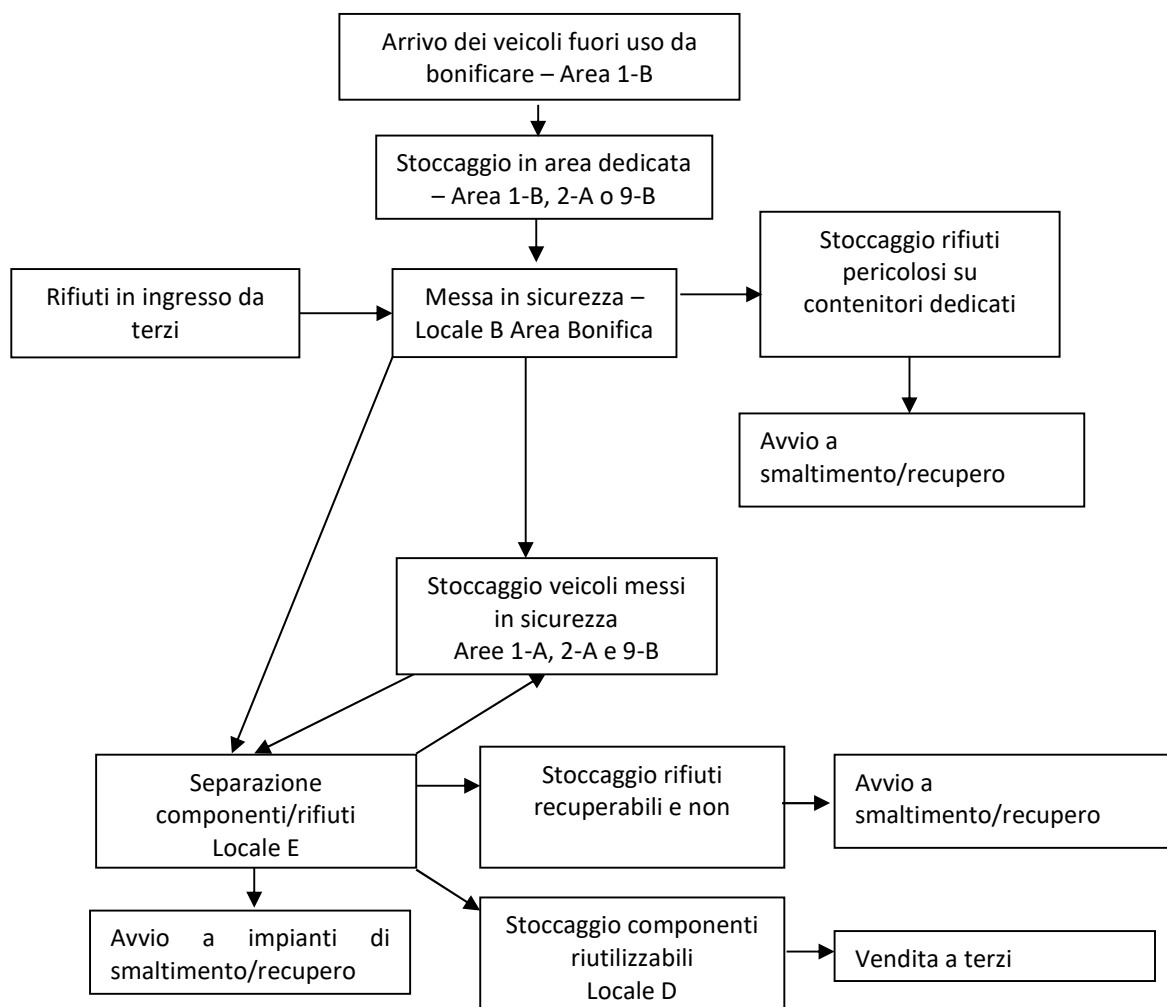 Arrivo dei veicoli fuori uso da
bonificare – Area 1-B
Stoccaggio in area dedicata
– Area 1-B, 2-A o 9-B
Stoccaggio rifiuti
pericolosi su
contenitori dedicati
Rifiuti in ingresso da
terzi
Messa in sicurezza –
Locale B Area Bonifica
Avvio a
smaltimento/recupero
Stoccaggio veicoli messi
in sicurezza
Aree 1-A, 2-A e 9-B
Separazione
componenti/rifiuti
Locale E
Stoccaggio rifiuti
recuperabili e non
Avvio a
smaltimento/recupero
Avvio a impianti di
smaltimento/recupero
Stoccaggio componenti
riutilizzabili
Locale D
Vendita a terzi